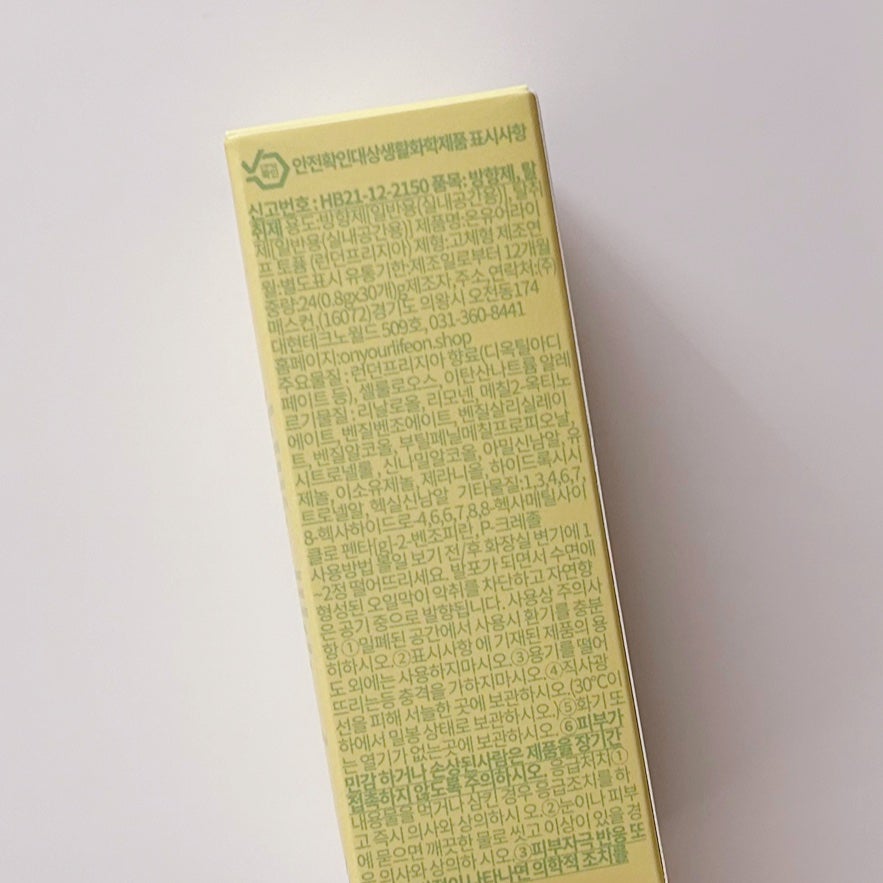 안전확인대상생활화학제품 표시사항
신고번호 : HB21-12-2150 품목: 방향제, 탈
취제 용도:방향제[일반용(실내공간용)], 탈취
제[일반용(실내공간용)] 제품명:온유어라이
프 토퐁 (런던프리지아) 제형:고체형 제조연
월:별도표시 유통기한:제조일로부터 12개월
중량:24(0.8gx30개)g제조자,주소,연락처:(주)
매스컨,(16072)경기도 의왕시 오전동174
대현테크노월드 509호, 031-360-8441
홈페이지:onyourlifeon.shop
주요물질 : 런던프리지아 향료(디옥틸아디
페이트 등), 셀룰로오스, 이탄산나트륨 알레
르기물질 : 리날로올, 리모넨, 메칠2-옥티노
에이트, 벤질벤조에이트, 벤질살리실레이
트, 벤질알코올, 부틸페닐메칠프로피오날,
시트로넬롤, 신나밀알코올, 아밀신남알, 유
제놀, 이소유제놀, 제라니올, 하이드록시시
트로넬알, 헥실신남알 기타물질:1,3,4,6,7,
8-헥사하이드로-4,6,6,7,8,8-헥사메틸사이
클로 펜타[g]-2-벤조피란, P-크레졸
사용방법 볼일 보기 전/후 화장실 변기에 1
~2정 떨어뜨리세요. 발포가 되면서 수면에
형성된 오일막이 악취를 차단하고 자연향
은 공기 중으로 발향됩니다. 사용상 주의사
항 ①밀폐된 공간에서 사용시 환기를 충분
히하시오.②표시사항에 기재된 제품의 용
도 외에는 사용하지마시오.③용기를 떨어
뜨리는등 충격을 가하지마시오.④직사광
선을 피해 서늘한 곳에 보관하시오.(30℃이
하에서 밀봉 상태로 보관하시오.)⑤화기 또
는 열기가 없는곳에 보관하시오.⑥피부가
민감 하거나 손상된사람은 제품을 장기간
접촉하지 않도록 주의하시오. 응급처치①
내용물을 먹거나 삼킨 경우 응급조치를 하
고 즉시 의사와 상의하시오.②눈이나 피부
에 묻으면 깨끗한 물로 씻고 이상이 있을 경
우 의사와 상의하시오.③피부자극 반응 또
나타나면 의학적 조치를